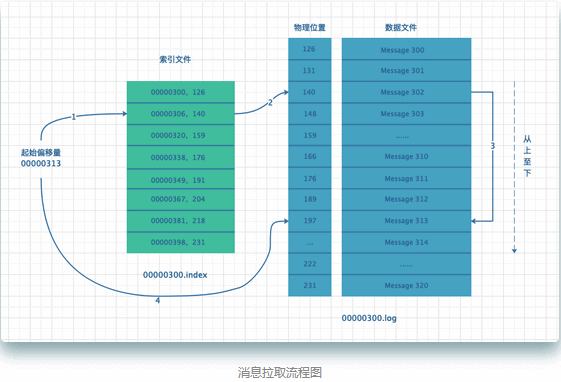 索引文件
00000300, 126
00000306, 140
00000320, 159
00000338, 176
00000349, 191
00000367, 204
00000381, 218
00000398, 231
00000300.index
起始偏移量
00000313
1
2
3
4
物理位置
126
131
140
148
159
166
176
189
197
...
222
231
数据文件
Message 300
Message 301
Message 302
Message 303
......
Message 310
Message 311
Message 312
Message 313
Message 314
......
Message 320
00000300.log
从
上
至
下
消息拉取流程图